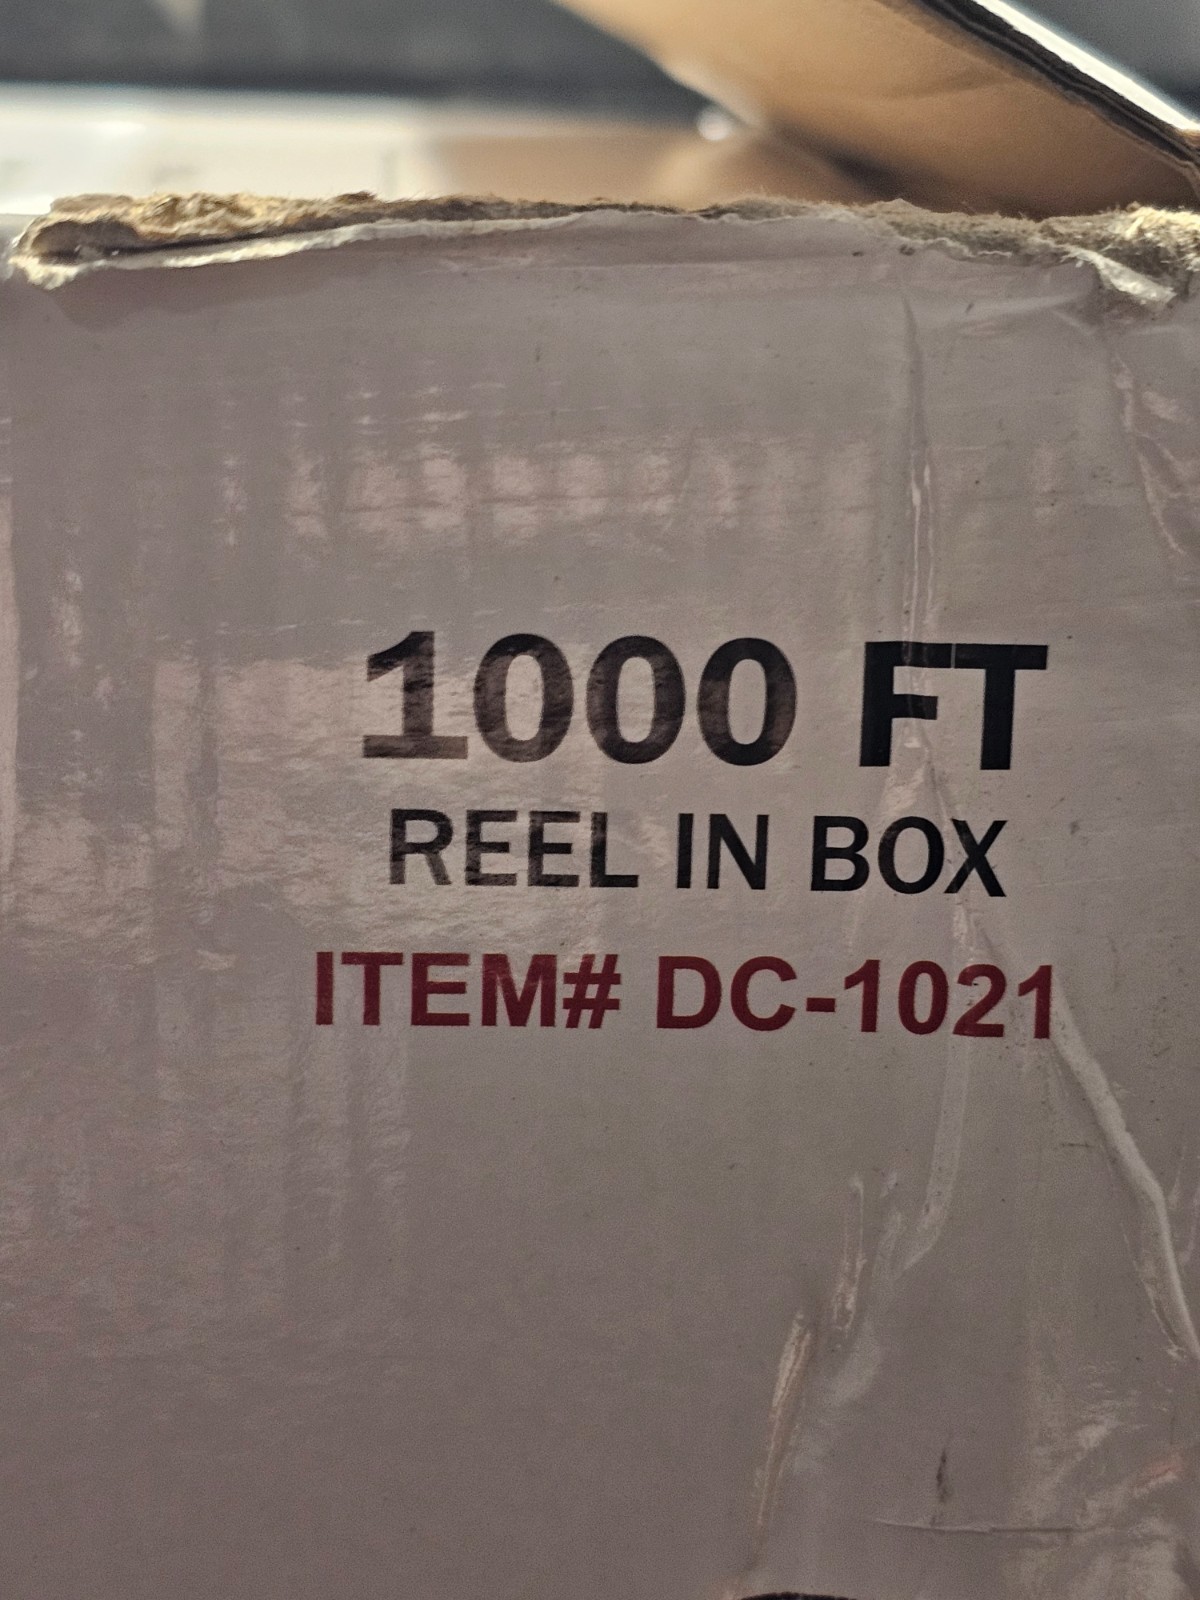 1000 FT
REEL IN BOX
ITEM# DC-1021